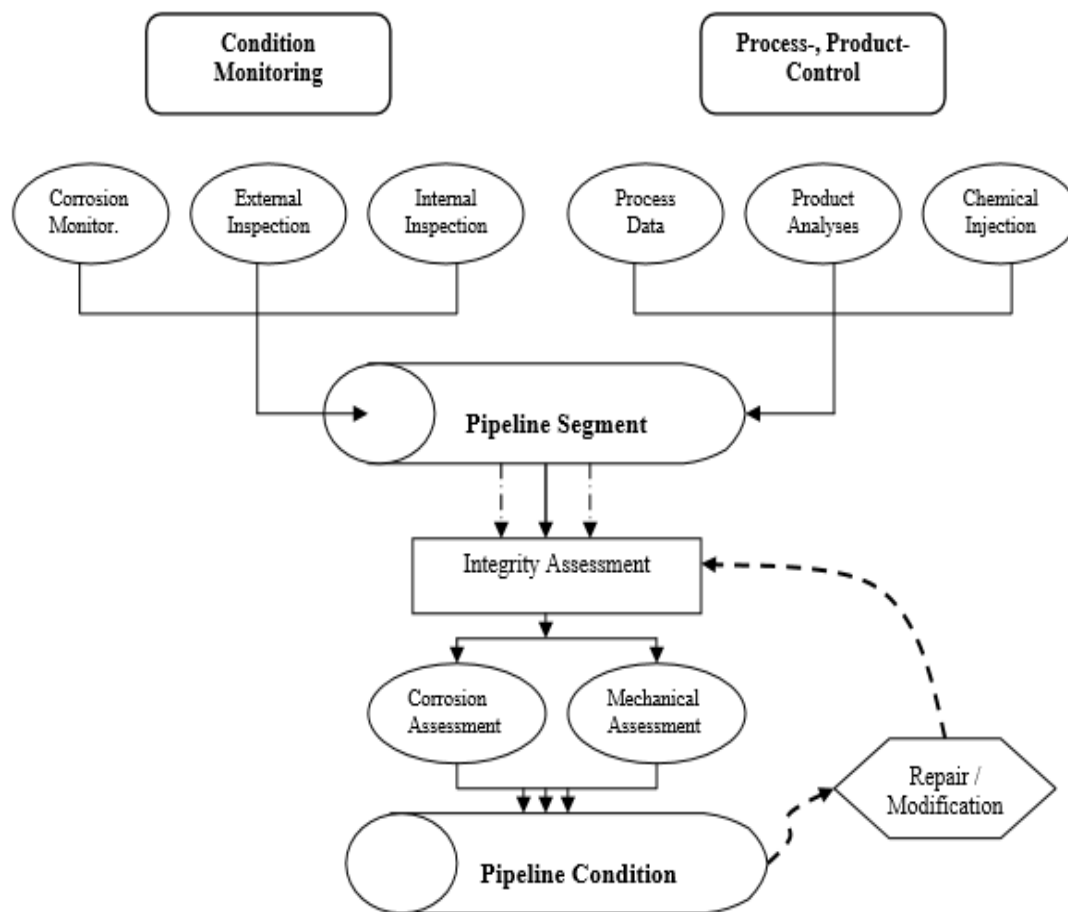 Condition
Monitoring
Process-, Product-
Control
Corrosion
Monitor.
External
Inspection
Internal
Inspection
Process
Data
Product
Analyses
Chemical
Injection
Pipeline Segment
Integrity Assessment
Corrosion
Assessment
Mechanical
Assessment
Repair /
Modification
Pipeline Condition